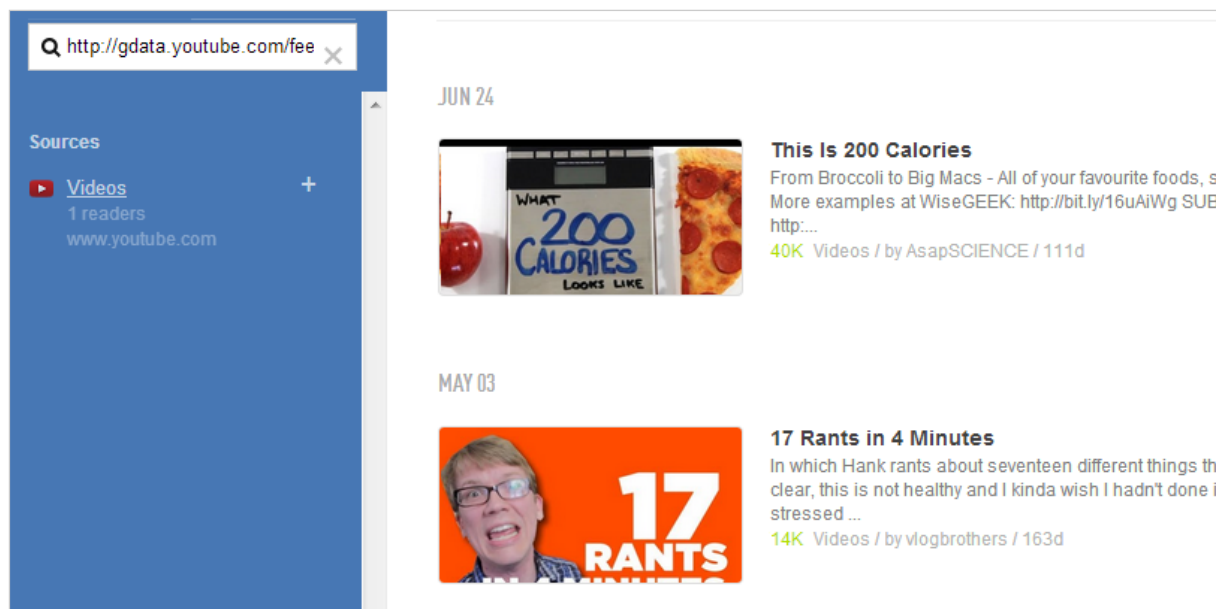 http://gdata.youtube.com/fee
Sources
Videos
1 readers
www.youtube.com
JUN 24
WHAT
200
CALORIES
LOOKS LIKE
This Is 200 Calories
From Broccoli to Big Macs - All of your favourite foods, s
More examples at WiseGEEK: http://bit.ly/16uAiWg SUB
http:...
40K Videos / by AsapSCIENCE / 111d
MAY 03
17
RANTS
IN 4 MINUTES
17 Rants in 4 Minutes
In which Hank rants about seventeen different things th
clear, this is not healthy and I kinda wish I hadn't done i
stressed ...
14K Videos / by vlogbrothers / 163d